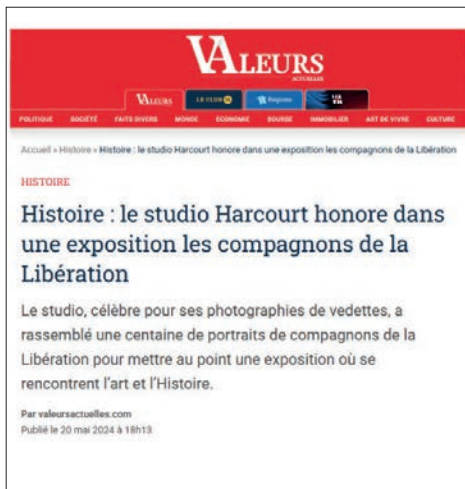 VALEURS
ACTUELLES
VALEURS LE CLUB Régions VA TV
POLITIQUE SOCIÉTÉ FAITS DIVERS MONDE ECONOMIE BOURSE IMMOBILIER ART DE VIVRE CULTURE
Accueil » Histoire » Histoire : le studio Harcourt honore dans une exposition les compagnons de la Libération
HISTOIRE
Histoire : le studio Harcourt honore dans
une exposition les compagnons de la
Libération
Le studio, célèbre pour ses photographies de vedettes, a
rassemblé une centaine de portraits de compagnons de la
Libération pour mettre au point une exposition où se
rencontrent l'art et l'Histoire.
Par valeursactuelles.com
Publié le 20 mai 2024 à 18h13